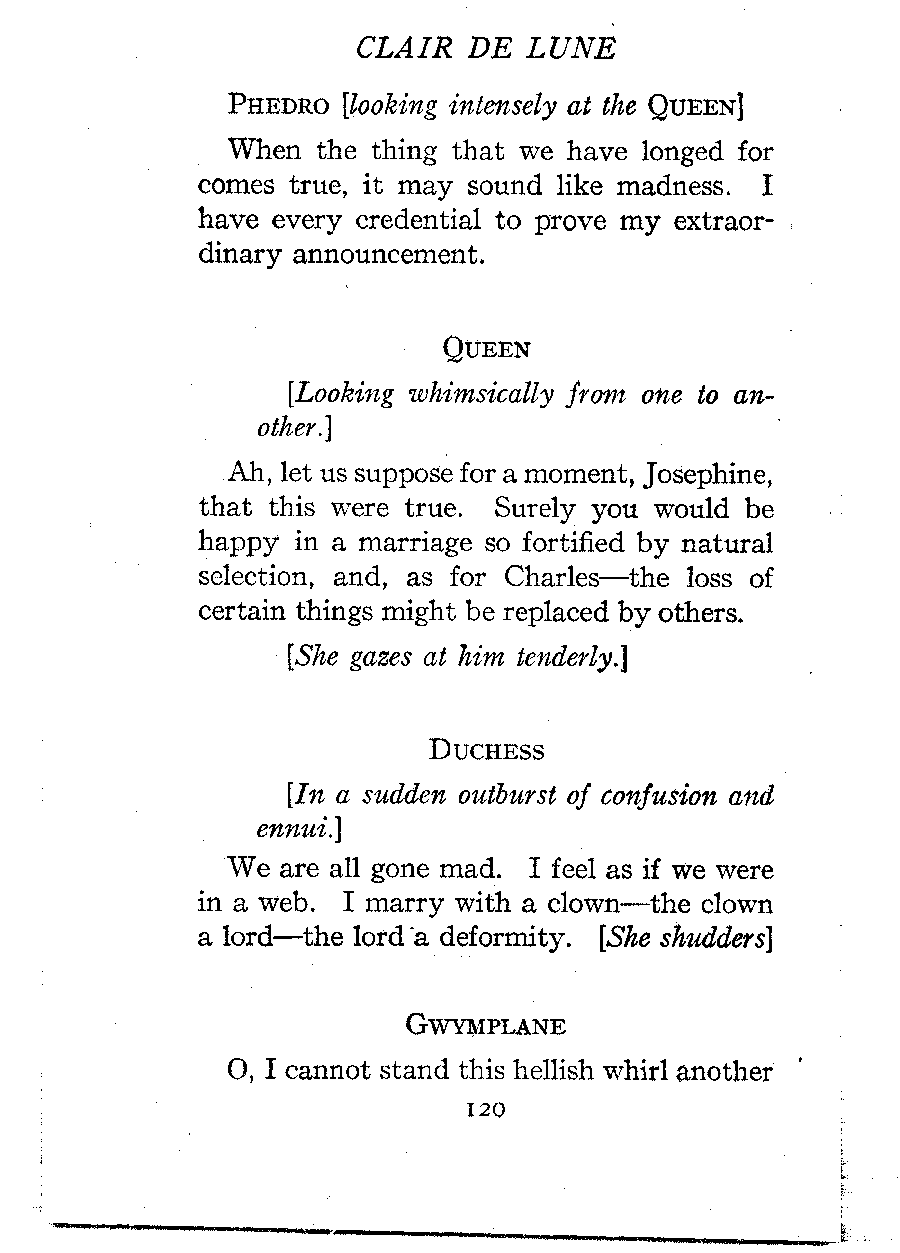 CLAIR DE LUNE
PHEDRO [looking intensely at the QUEEN]
When the thing that we have longed for
comes true, it may sound like madness. I
have every credential to prove my extraor-
dinary announcement.
QUEEN
[Looking whimsically from one to an-
other.]
Ah, let us suppose for a moment, Josephine,
that this were true. Surely you would be
happy in a marriage so fortified by natural
selection, and, as for Charles—the loss of
certain things might be replaced by others.
[She gazes at him tenderly.]
DUCHESS
[In a sudden outburst of confusion and
ennui.]
We are all gone mad. I feel as if we were
in a web. I marry with a clown—the clown
a lord—the lord a deformity. [She shudders]
GWYMPLANE
O, I cannot stand this hellish whirl another
120